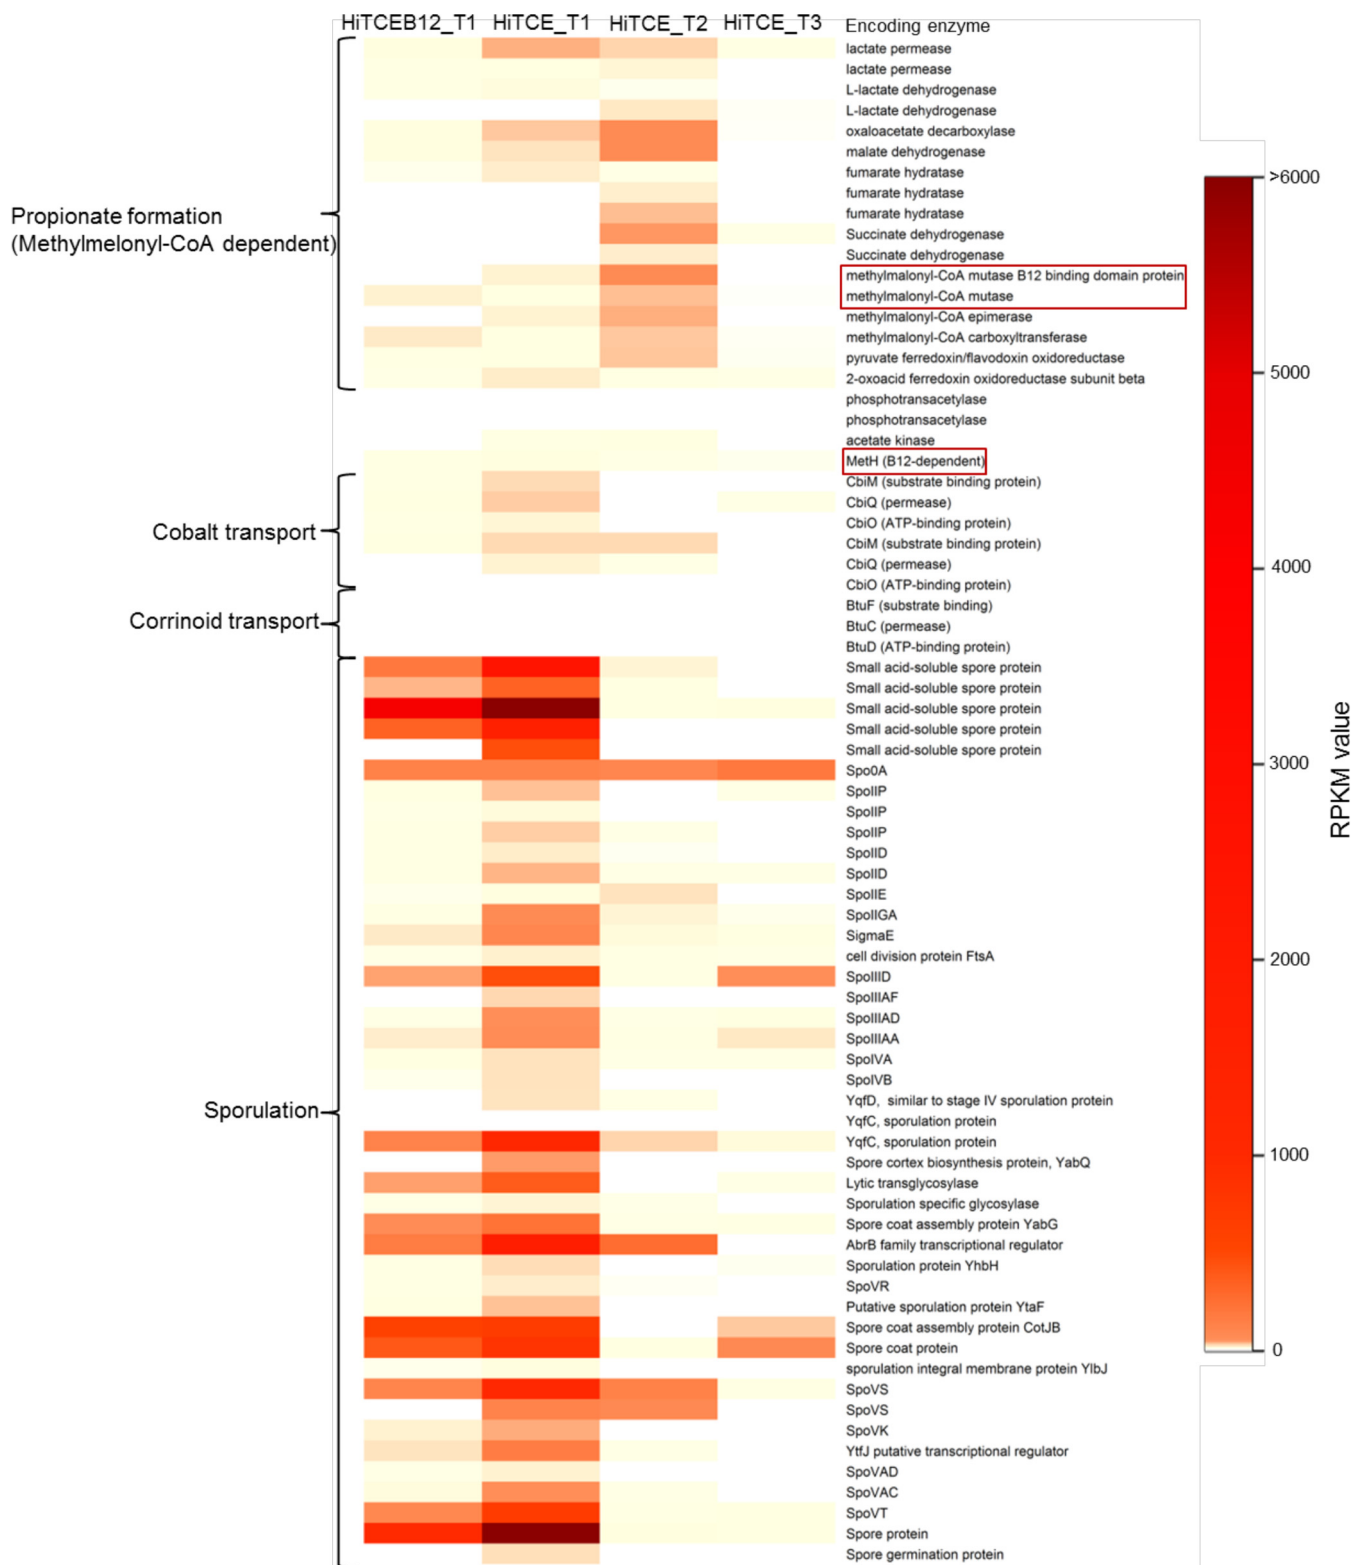 HiTCEB12_T1 HiTCE_T1 HiTCE_T2 HiTCE_T3 Encoding enzyme
lactate permease
lactate permease
L-lactate dehydrogenase
L-lactate dehydrogenase
oxaloacetate decarboxylase
malate dehydrogenase
fumarate hydratase
fumarate hydratase
fumarate hydratase
Succinate dehydrogenase
Succinate dehydrogenase
methylmalonyl-CoA mutase B12 binding domain protein
methylmalonyl-CoA mutase
methylmalonyl-CoA epimerase
methylmalonyl-CoA carboxyltransferase
pyruvate ferredoxin/flavodoxin oxidoreductase
2-oxoacid ferredoxin oxidoreductase subunit beta
phosphotransacetylase
phosphotransacetylase
acetate kinase
MetH (B12-dependent)
CbiM (substrate binding protein)
CbiQ (permease)
CbiO (ATP-binding protein)
CbiM (substrate binding protein)
CbiQ (permease)
CbiO (ATP-binding protein)
BtuF (substrate binding)
BtuC (permease)
BtuD (ATP-binding protein)
Small acid-soluble spore protein
Small acid-soluble spore protein
Small acid-soluble spore protein
Small acid-soluble spore protein
Small acid-soluble spore protein
Spo0A
SpoIIP
SpoIIP
SpoIIP
SpoIID
SpoIID
SpoIIE
SpoIIGA
SigmaE
cell division protein FtsA
SpoIIID
SpoIIIAF
SpoIIIAD
SpoIIIAA
SpoIVA
SpoIVB
YqfD, similar to stage IV sporulation protein
YqfC, sporulation protein
YqfC, sporulation protein
Spore cortex biosynthesis protein, YabQ
Lytic transglycosylase
Sporulation specific glycosylase
Spore coat assembly protein YabG
AbrB family transcriptional regulator
Sporulation protein YhbH
SpoVR
Putative sporulation protein YtaF
Spore coat assembly protein CotJB
Spore coat protein
sporulation integral membrane protein YlbJ
SpoVS
SpoVS
SpoVK
YtfJ putative transcriptional regulator
SpoVAD
SpoVAC
SpoVT
Spore protein
Spore germination protein
Propionate formation
(Methylmelonyl-CoA dependent)
Cobalt transport
Corrinoid transport
Sporulation
>6000
5000
4000
3000
2000
1000
0
RPKM value